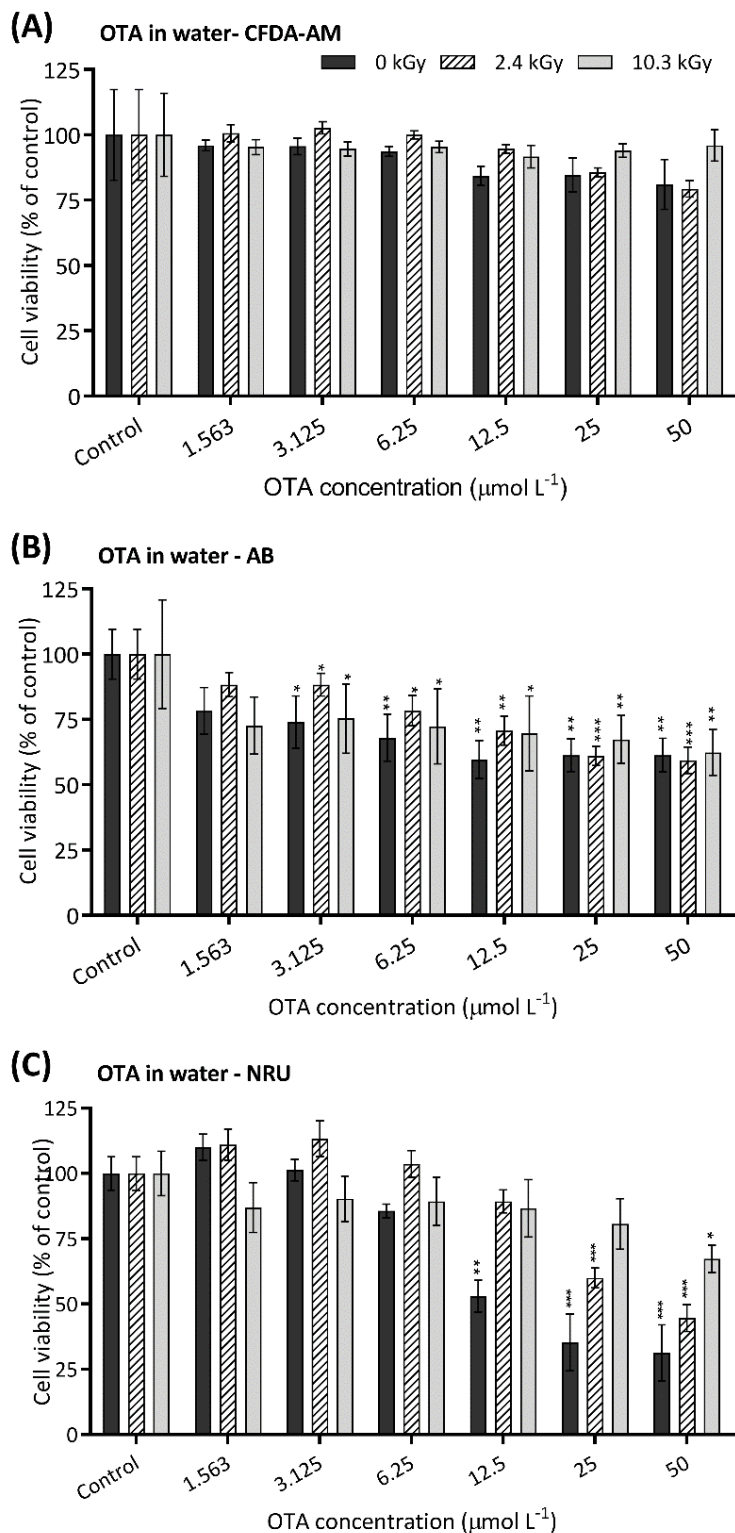 (A) OTA in water- CFDA-AM
0 kGy 2.4 kGy 10.3 kGy
Cell viability (% of control)
125
100
75
50
25
0
Control 1.563 3.125 6.25 12.5 25 50
OTA concentration (μmol L⁻¹)
(B) OTA in water - AB
Cell viability (% of control)
125
100
75
50
25
0
* * * ** * * ** ** * ** *** ** ** *** **
Control 1.563 3.125 6.25 12.5 25 50
OTA concentration (μmol L⁻¹)
(C) OTA in water - NRU
Cell viability (% of control)
125
100
75
50
25
0
** *** *** *** *** *
Control 1.563 3.125 6.25 12.5 25 50
OTA concentration (μmol L⁻¹)